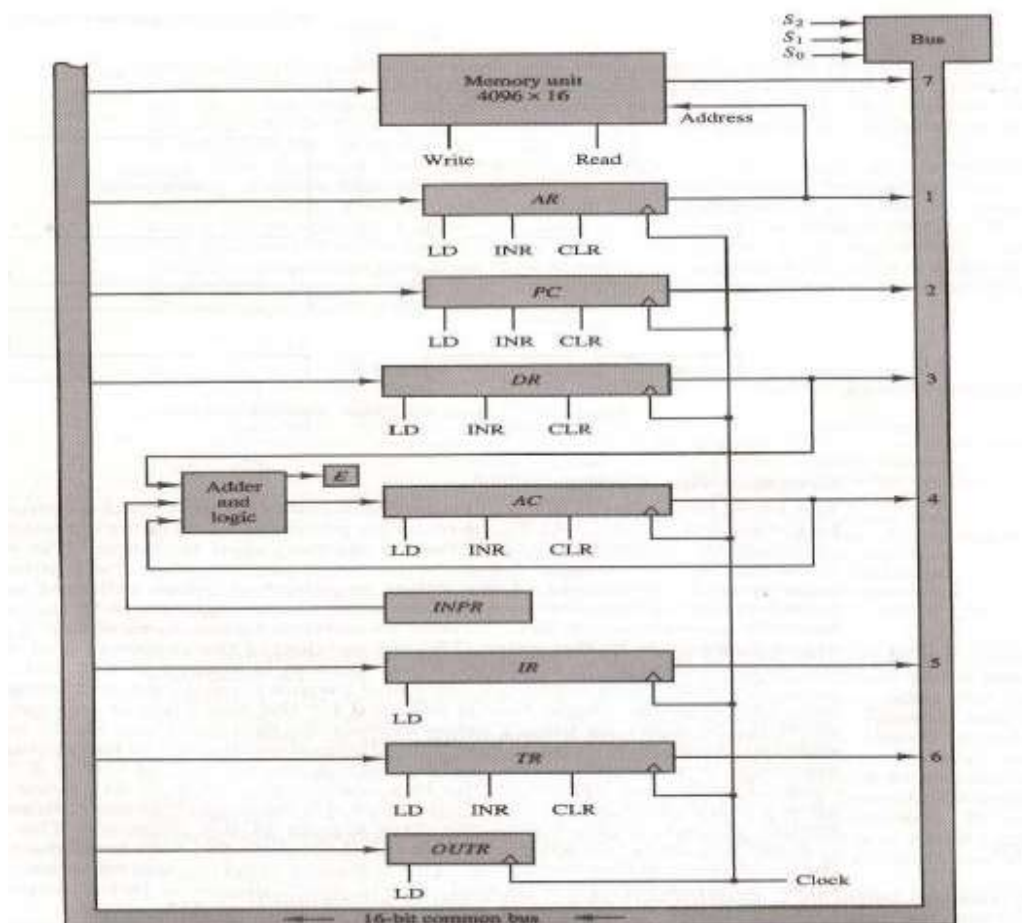 S2
S1
S0
Bus
Memory unit
4096 × 16
7
Address
Write Read
AR
1
LD INR CLR
PC
2
LD INR CLR
DR
3
LD INR CLR
Adder
and
logic
E
AC
4
LD INR CLR
INPR
IR
5
LD
TR
6
LD INR CLR
OUTR
LD
Clock
16-bit common bus